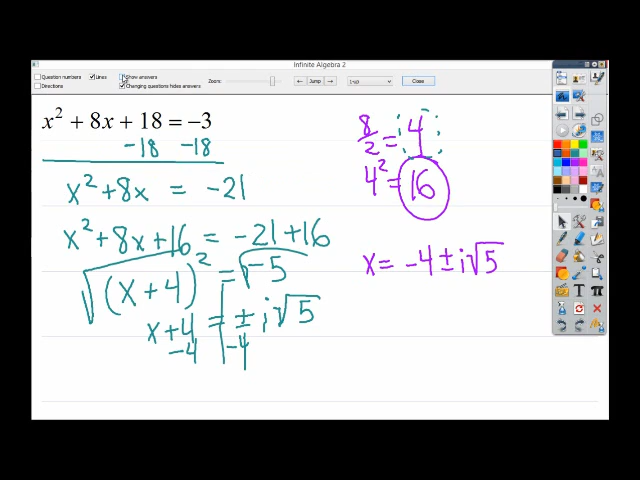 Infinite Algebra 2
Question numbers Lines Show answers Zoom: Jump 1-up Close
Directions Changing questions hides answers
x² + 8x + 18 = −3
−18 −18
x² + 8x = −21
x² + 8x + 16 = −21 + 16
√(x + 4)² = √−5
x + 4 = ± i√5
−4 −4
8/2 = 4
4² = 16
x = −4 ± i√5